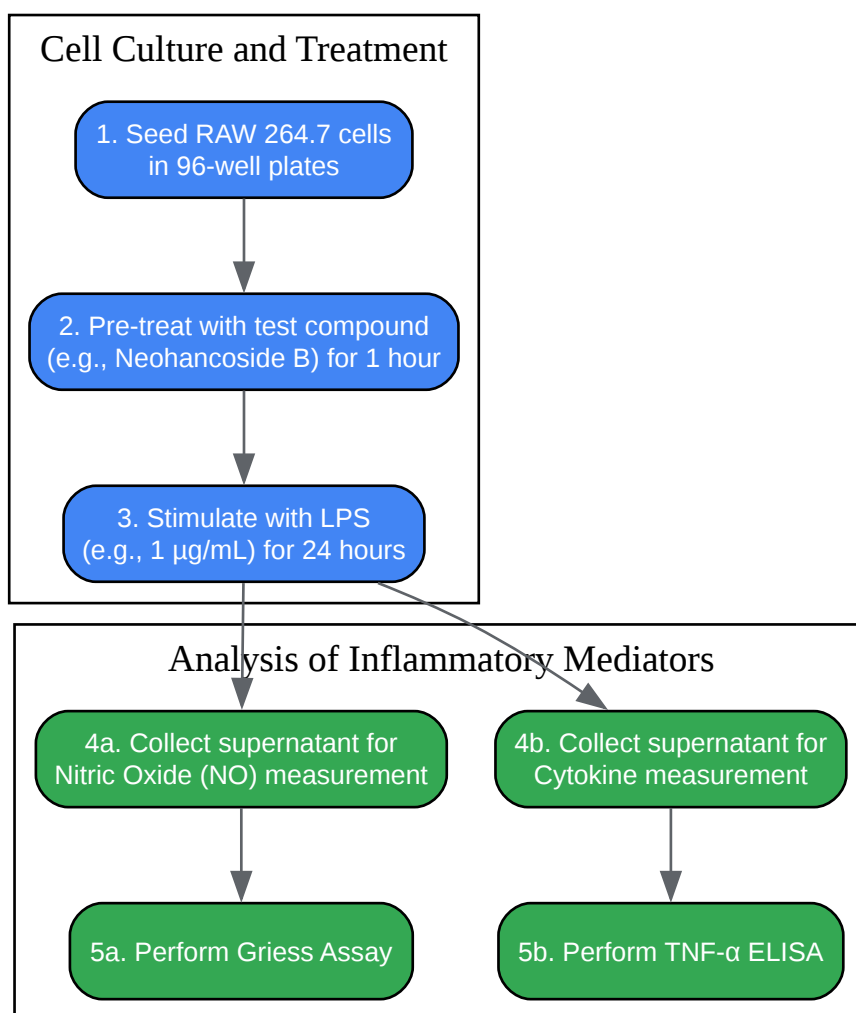 Cell Culture and Treatment
1. Seed RAW 264.7 cells
in 96-well plates
2. Pre-treat with test compound
(e.g., Neohancoside B) for 1 hour
3. Stimulate with LPS
(e.g., 1 µg/mL) for 24 hours
Analysis of Inflammatory Mediators
4a. Collect supernatant for
Nitric Oxide (NO) measurement
4b. Collect supernatant for
Cytokine measurement
5a. Perform Griess Assay
5b. Perform TNF-α ELISA